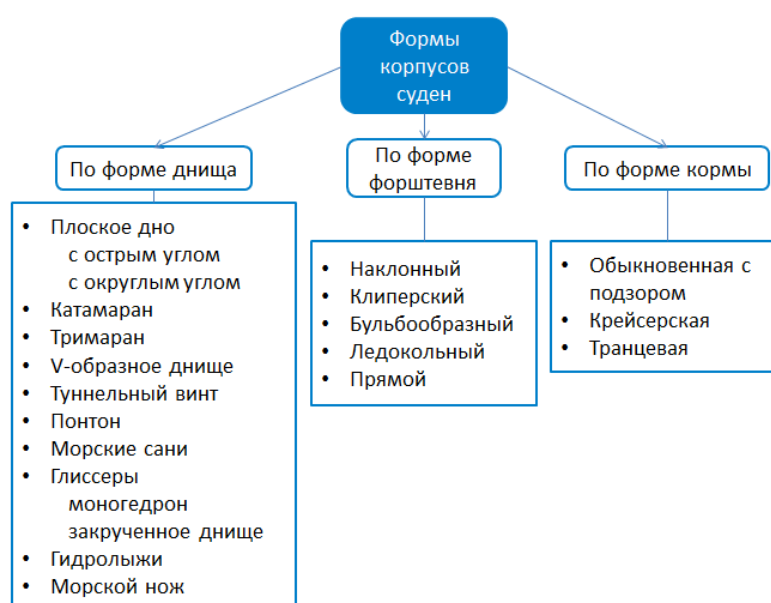 Формы
корпусов
суден
По форме днища
По форме
форштевня
По форме кормы
• Плоское дно
с острым углом
с округлым углом
• Катамаран
• Тримаран
• V-образное днище
• Туннельный винт
• Понтон
• Морские сани
• Глиссеры
моногедрон
закрученное днище
• Гидролыжи
• Морской нож
• Наклонный
• Клиперский
• Бульбообразный
• Ледокольный
• Прямой
• Обыкновенная с
подзором
• Крейсерская
• Транцевая